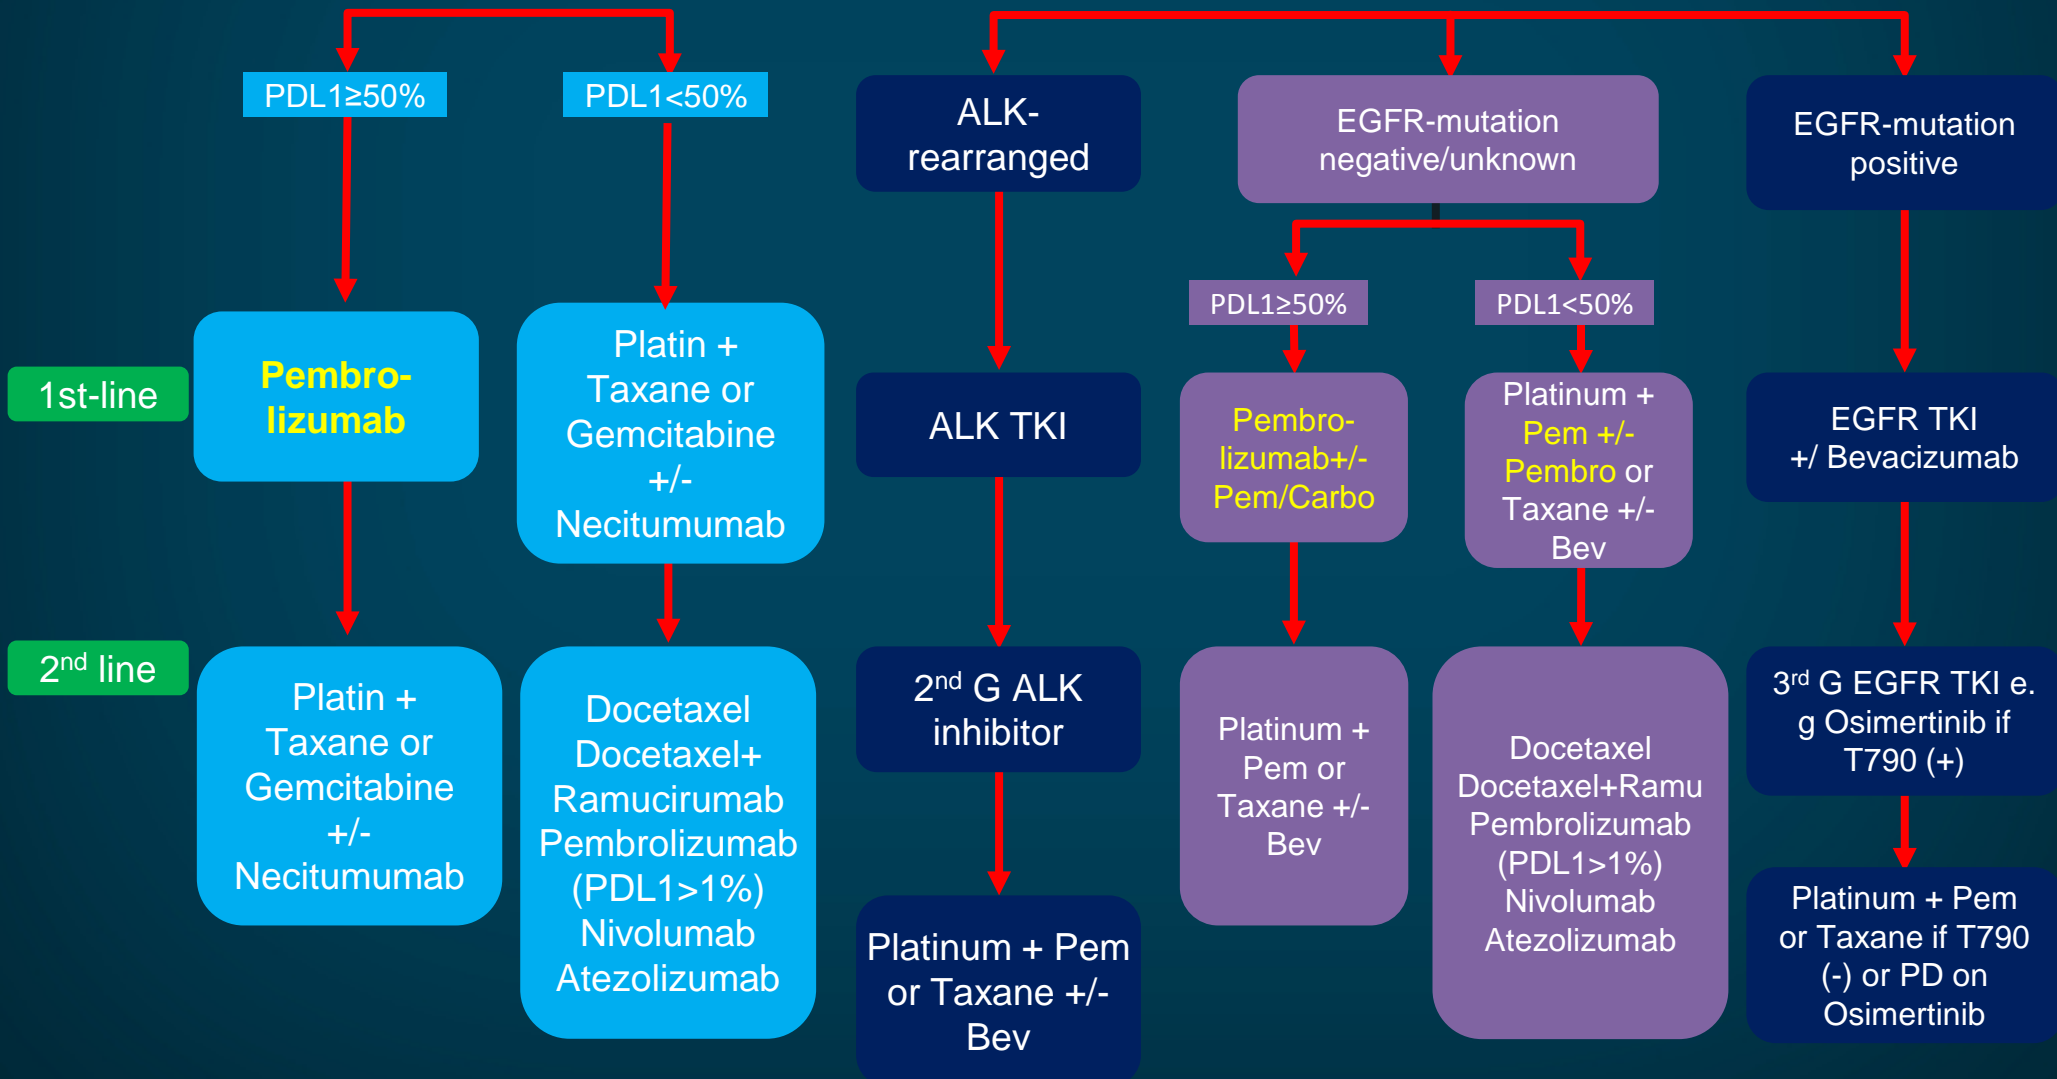 PDL1≥50%
PDL1<50%
ALK-
rearranged
EGFR-mutation
negative/unknown
EGFR-mutation
positive
PDL1≥50%
PDL1<50%
1st-line
Pembro-
lizumab
Platin +
Taxane or
Gemcitabine
+/-
Necitumumab
ALK TKI
Pembro-
lizumab+/-
Pem/Carbo
Platinum +
Pem +/-
Pembro or
Taxane +/-
Bev
EGFR TKI
+/ Bevacizumab
2nd line
Platin +
Taxane or
Gemcitabine
+/-
Necitumumab
Docetaxel
Docetaxel+
Ramucirumab
Pembrolizumab
(PDL1>1%)
Nivolumab
Atezolizumab
2nd G ALK
inhibitor
Platinum + Pem
or Taxane +/-
Bev
Platinum +
Pem or
Taxane +/-
Bev
Docetaxel
Docetaxel+Ramu
Pembrolizumab
(PDL1>1%)
Nivolumab
Atezolizumab
3rd G EGFR TKI e.
g Osimertinib if
T790 (+)
Platinum + Pem
or Taxane if T790
(-) or PD on
Osimertinib